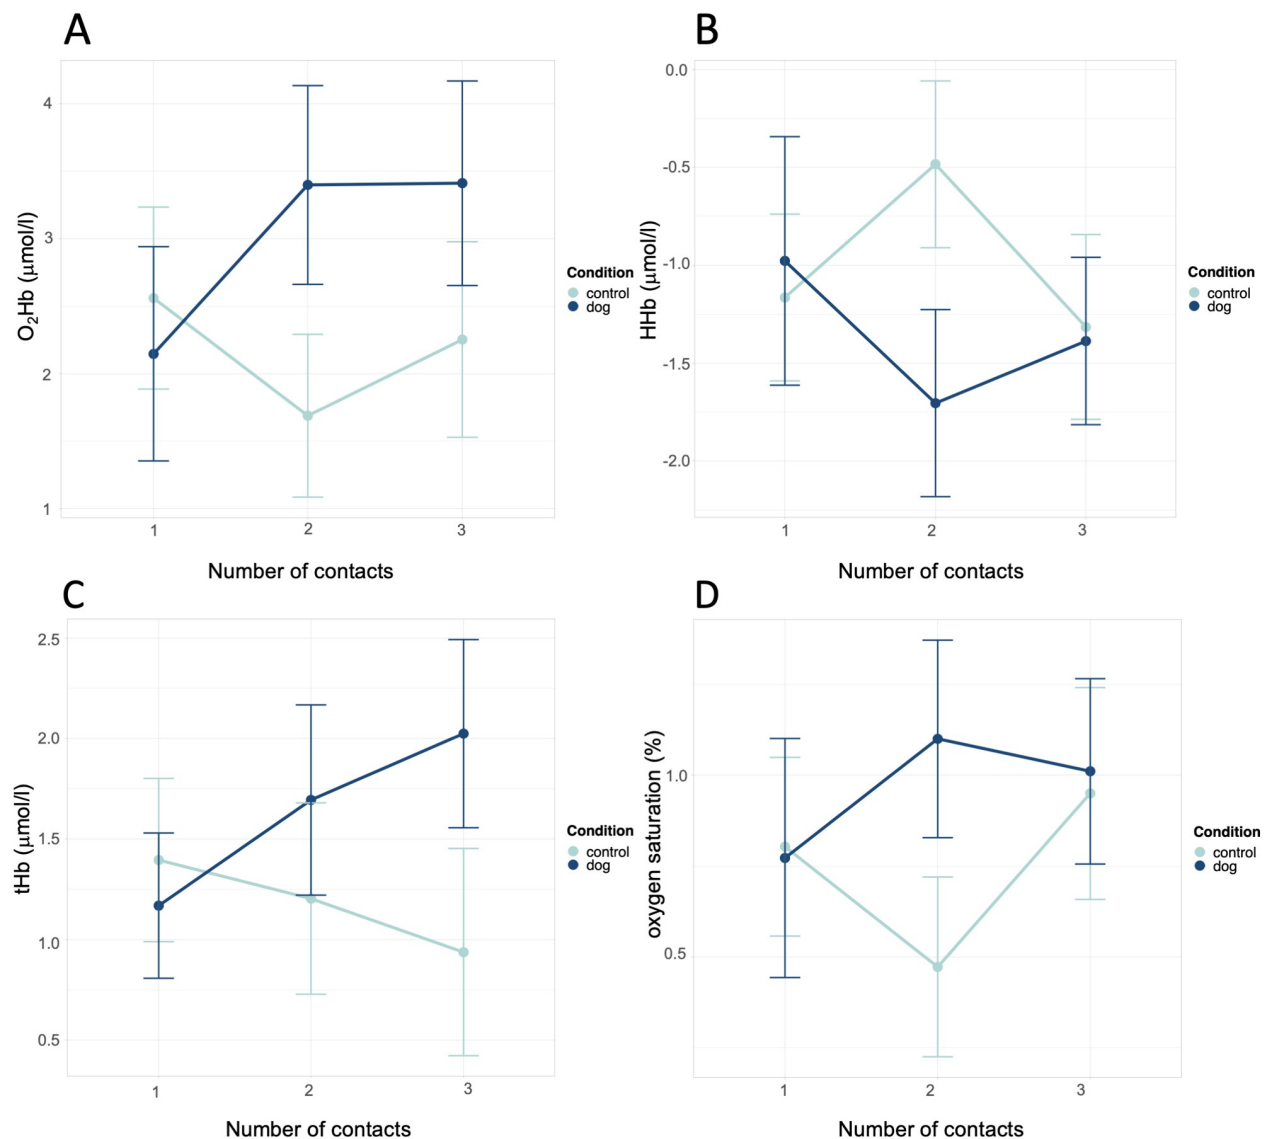 A
4
3
2
1
O₂Hb (μmol/l)
1 2 3
Number of contacts
Condition
control
dog
B
0.0
-0.5
-1.0
-1.5
-2.0
HHb (μmol/l)
1 2 3
Number of contacts
Condition
control
dog
C
2.5
2.0
1.5
1.0
0.5
tHb (μmol/l)
1 2 3
Number of contacts
Condition
control
dog
D
1.0
0.5
oxygen saturation (%)
1 2 3
Number of contacts
Condition
control
dog